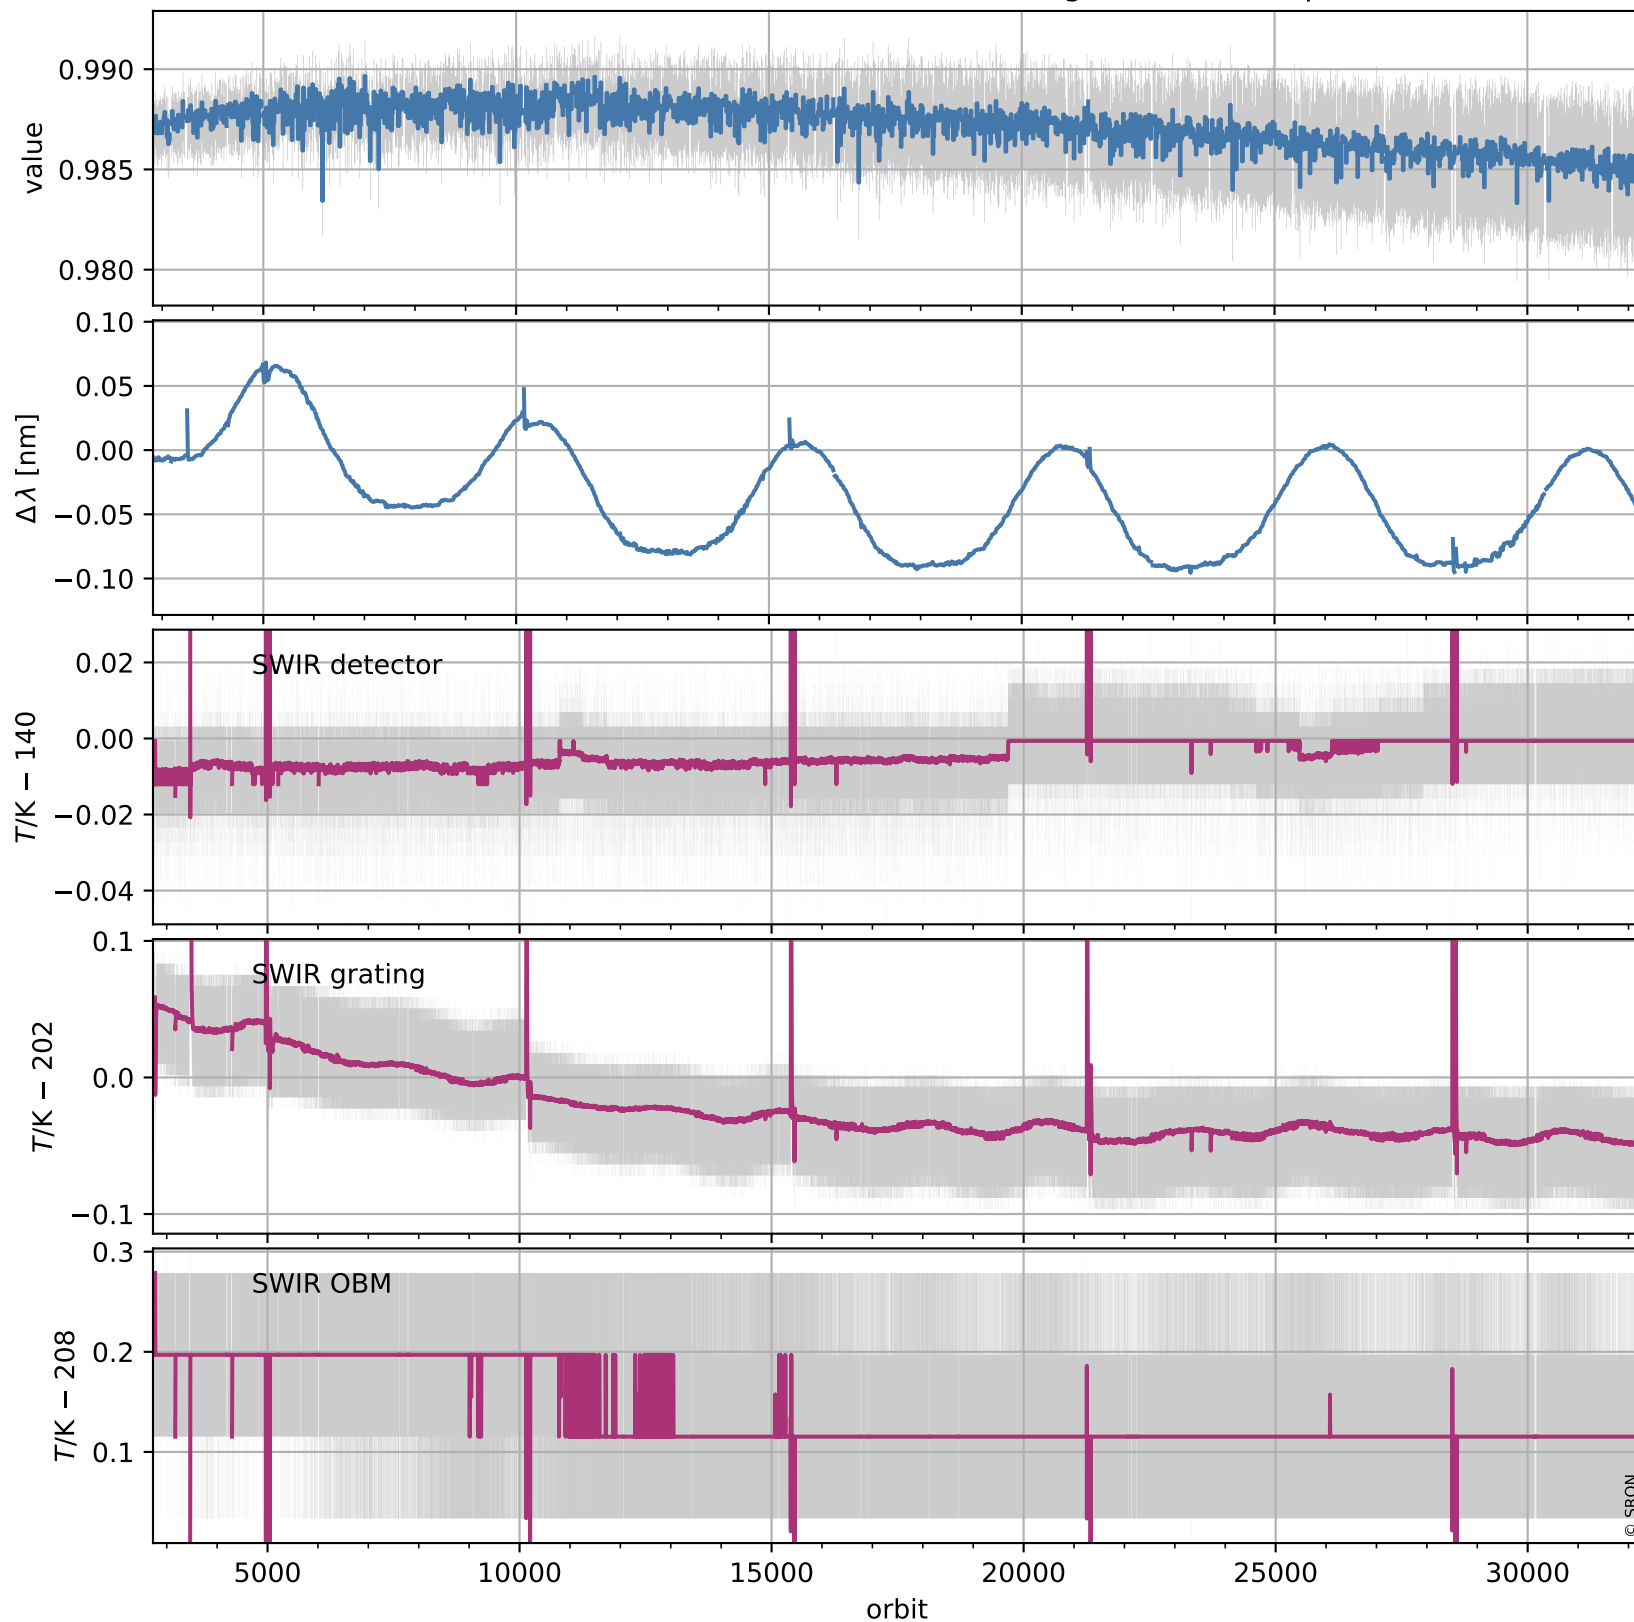 0.990
0.985
0.980
value
0.10
0.05
0.00
−0.05
−0.10
Δλ [nm]
SWIR detector
0.02
0.00
−0.02
−0.04
T/K − 140
SWIR grating
0.1
0.0
−0.1
T/K − 202
SWIR OBM
0.3
0.2
0.1
T/K − 208
© SRON
5000 10000 15000 20000 25000 30000
orbit